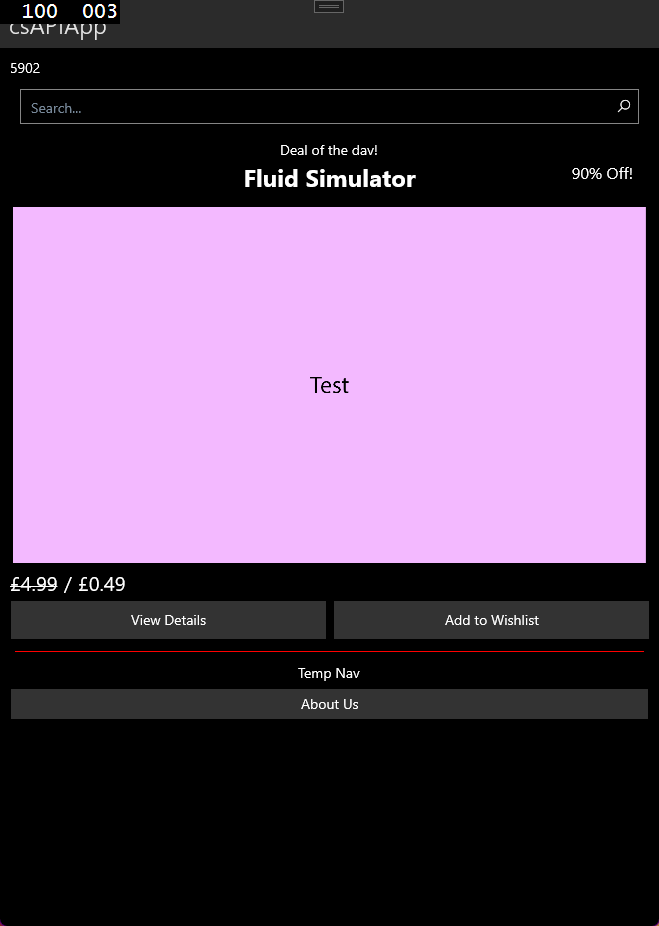 100 003
csAPIApp
5902
Search...
Deal of the day!
Fluid Simulator
90% Off!
Test
£4.99 / £0.49
View Details
Add to Wishlist
Temp Nav
About Us